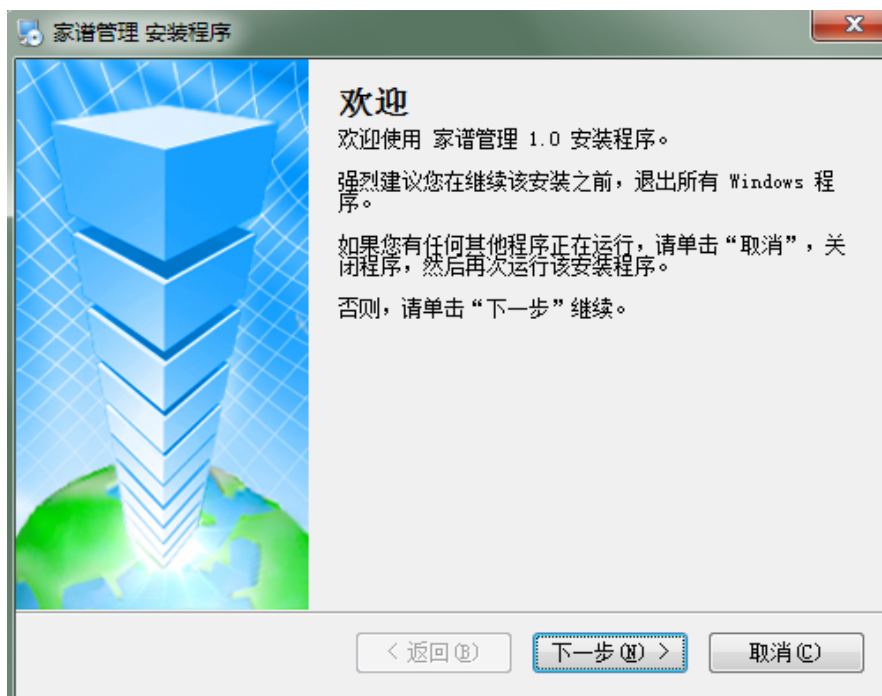 家谱管理 安装程序
欢迎
欢迎使用 家谱管理 1.0 安装程序。
强烈建议您在继续该安装之前，退出所有 Windows 程
序。
如果您有任何其他程序正在运行，请单击“取消”，关
闭程序，然后再次运行该安装程序。
否则，请单击“下一步”继续。
< 返回(B)
下一步(N) >
取消(C)